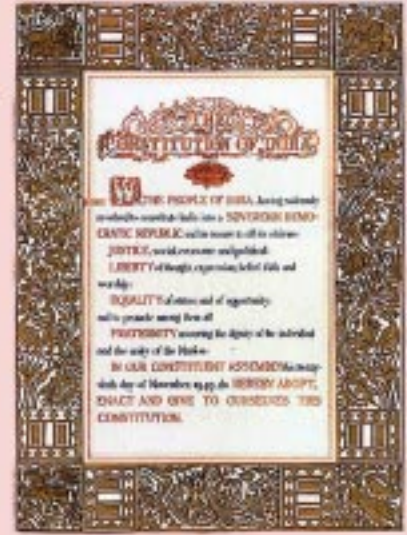 THE
CONSTITUTION OF INDIA
PREAMBLE
WE, THE PEOPLE OF INDIA, having solemnly
resolved to constitute India into a SOVEREIGN DEMO-
CRATIC REPUBLIC and to secure to all its citizens:
JUSTICE, social, economic and political;
LIBERTY of thought, expression, belief, faith and
worship;
EQUALITY of status and of opportunity;
and to promote among them all
FRATERNITY assuring the dignity of the individual
and the unity of the Nation;
IN OUR CONSTITUENT ASSEMBLY this twenty-
sixth day of November 1949, do HEREBY ADOPT,
ENACT AND GIVE TO OURSELVES THIS
CONSTITUTION.